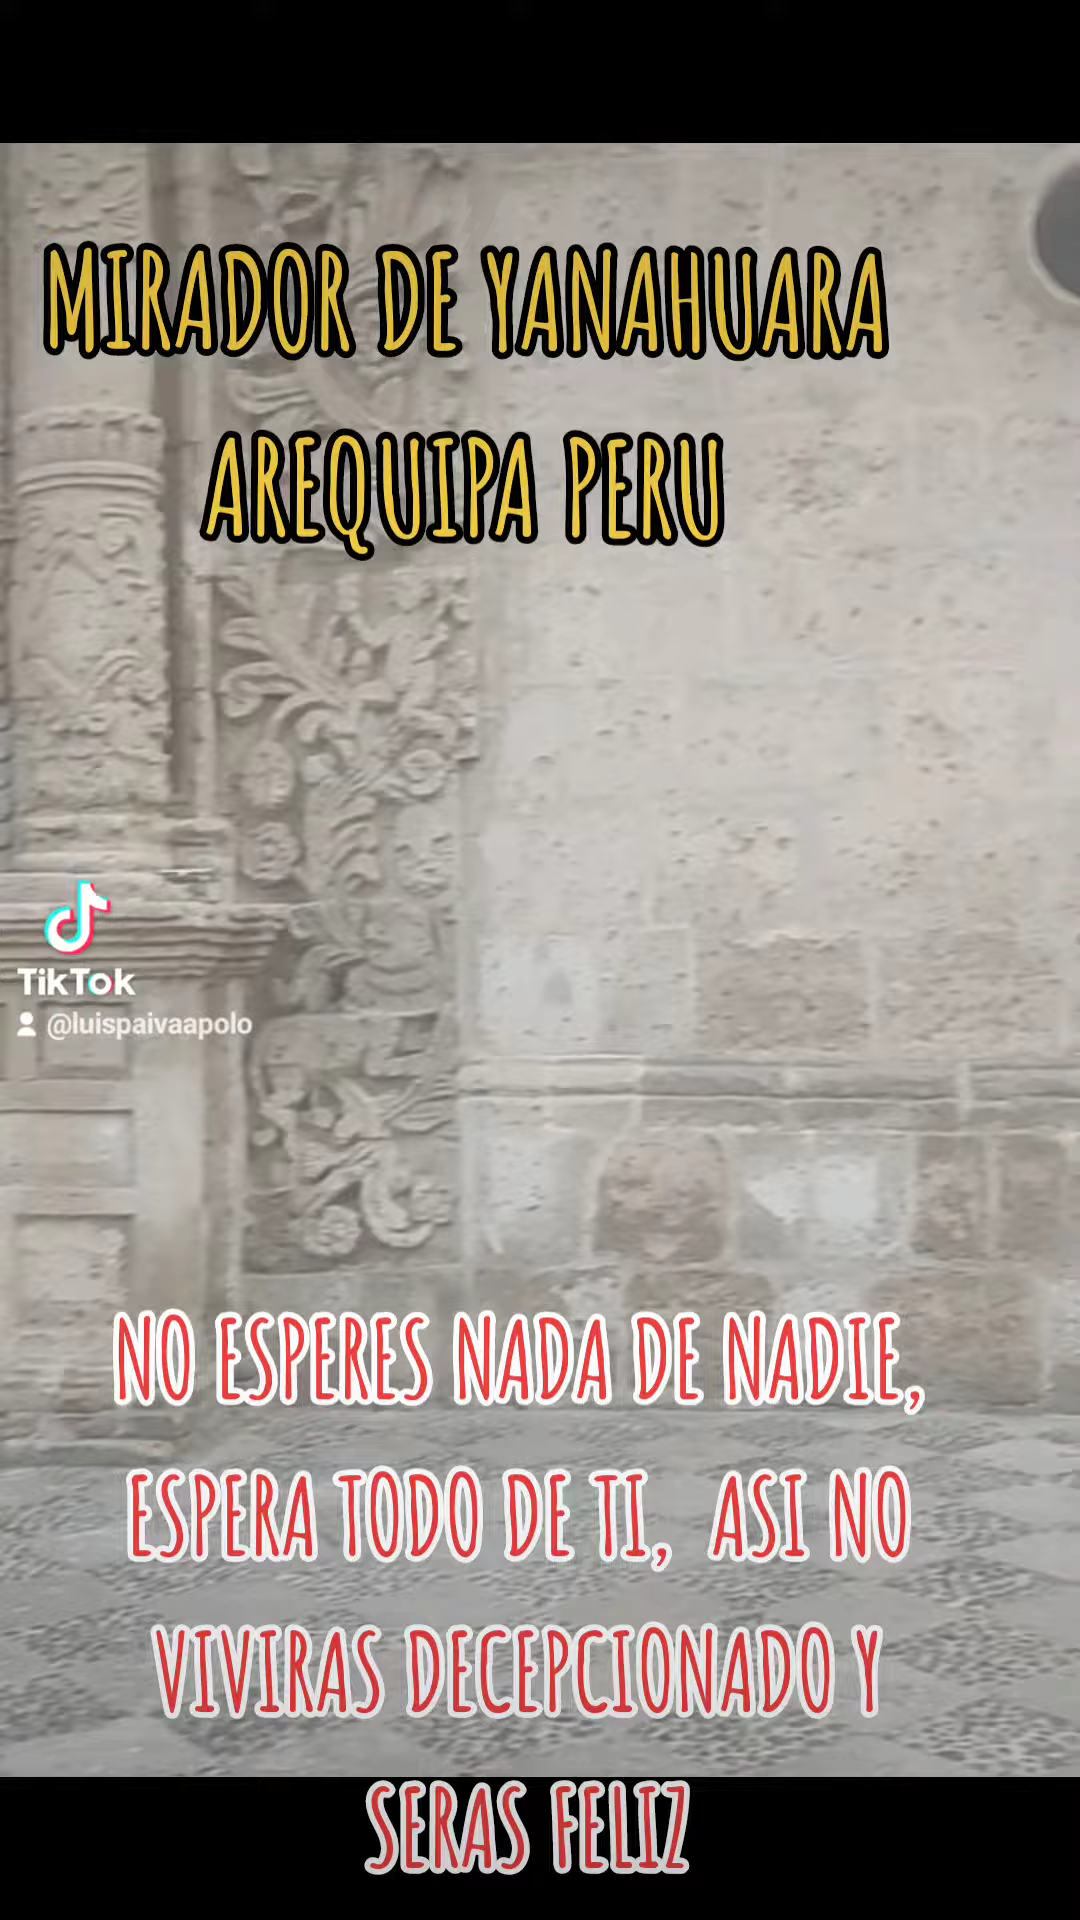 MIRADOR DE YANAHUARA
AREQUIPA PERU
TikTok
@luispaivaapolo
NO ESPERES NADA DE NADIE,
ESPERA TODO DE TI, ASI NO
VIVIRAS DECEPCIONADO Y
SERAS FELIZ